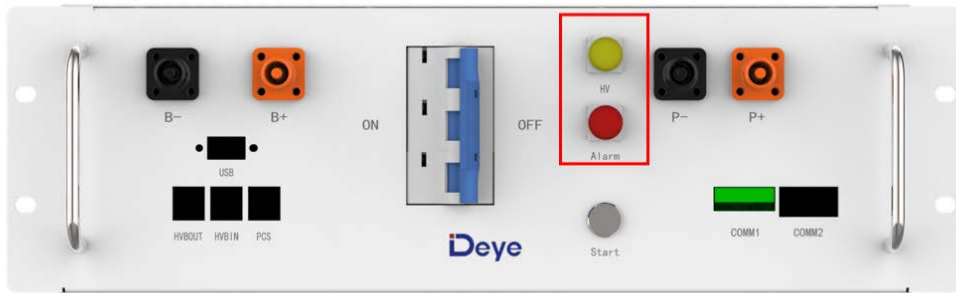 HV
B-
B+
ON
OFF
P-
P+
Alarm
USB
HVBOUT
HVBIN
PCS
COMM1
COMM2
Deye
Start